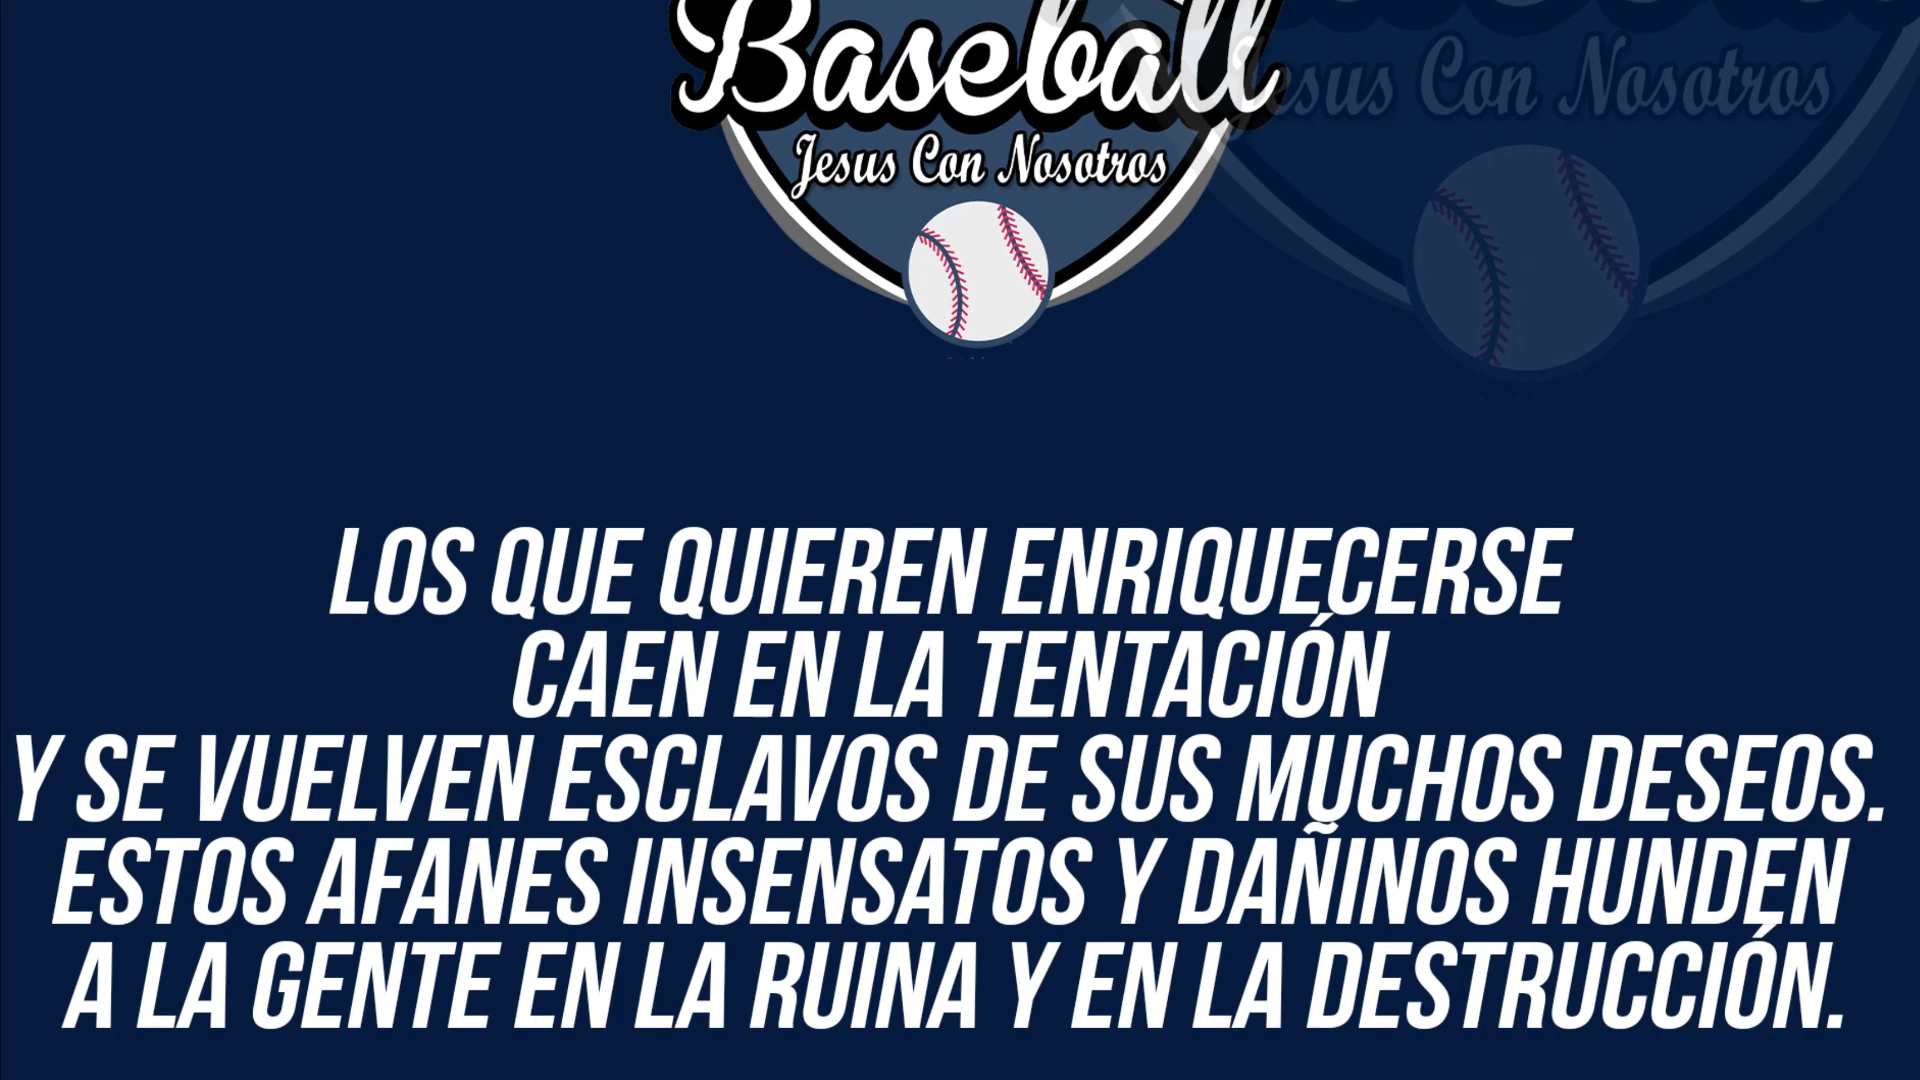 Baseball
Jesus Con Nosotros
Jesus Con Nosotros
LOS QUE QUIEREN ENRIQUECERSE
CAEN EN LA TENTACIÓN
Y SE VUELVEN ESCLAVOS DE SUS MUCHOS DESEOS.
ESTOS AFANES INSENSATOS Y DAÑINOS HUNDEN
A LA GENTE EN LA RUINA Y EN LA DESTRUCCIÓN.